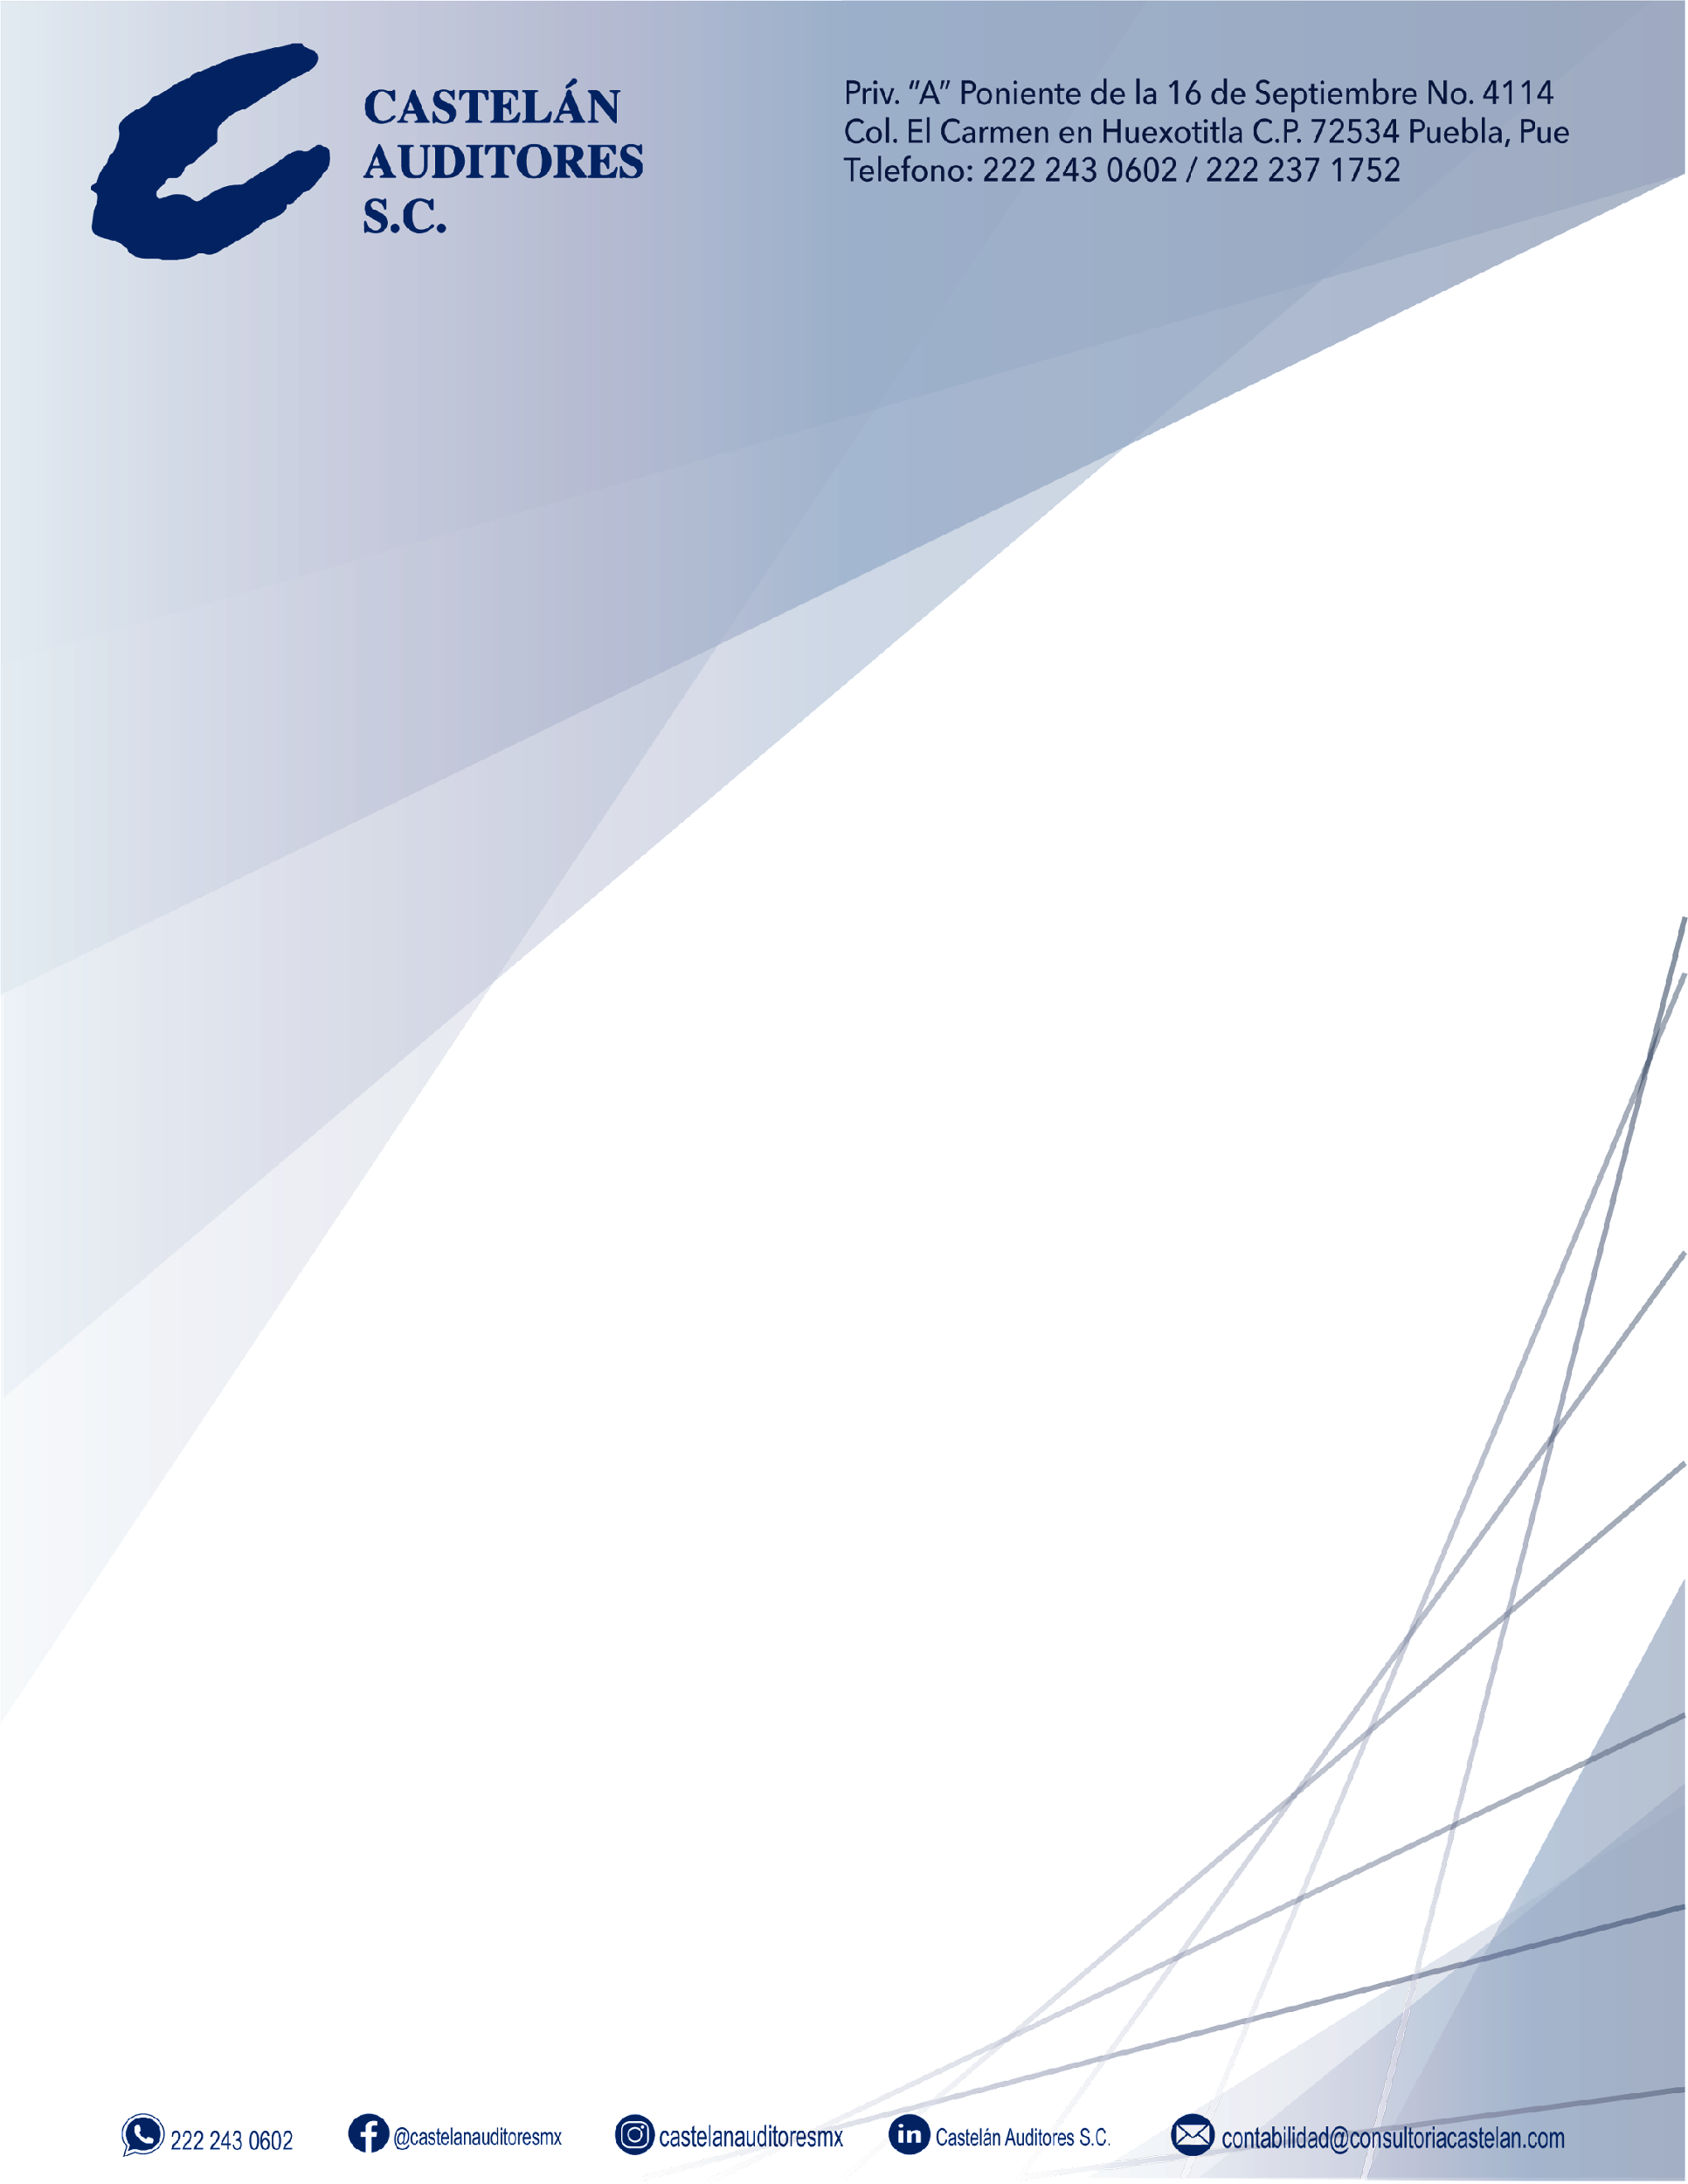 CASTELÁN
AUDITORES
S.C.
Priv. "A" Poniente de la 16 de Septiembre No. 4114
Col. El Carmen en Huexotitla C.P. 72534 Puebla, Pue
Telefono: 222 243 0602 / 222 237 1752
222 243 0602
@castelanauditoresmx
castelanauditoresmx
Castelán Auditores S.C.
contabilidad@consultoriacastelan.com